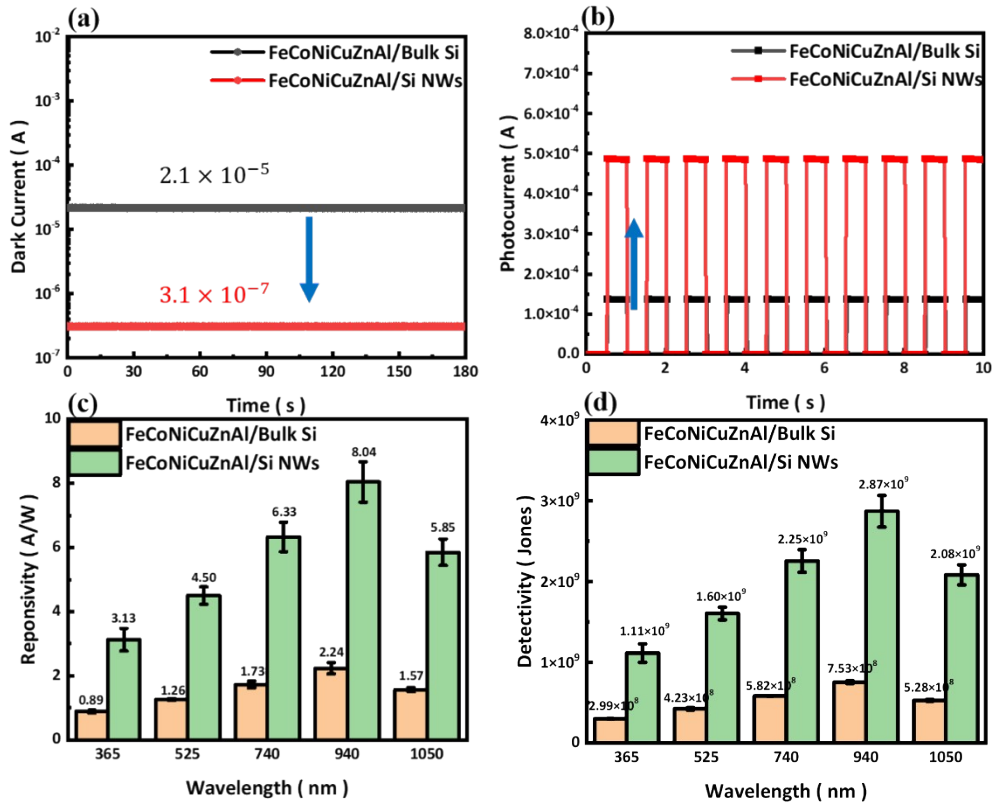 (a)
Dark Current ( A )
10⁻²
10⁻³
10⁻⁴
10⁻⁵
10⁻⁶
10⁻⁷
FeCoNiCuZnAl/Bulk Si
FeCoNiCuZnAl/Si NWs
2.1 × 10⁻⁵
3.1 × 10⁻⁷
0 30 60 90 120 150 180
Time ( s )
(b)
Photocurrent ( A )
8.0×10⁻⁴
7.0×10⁻⁴
6.0×10⁻⁴
5.0×10⁻⁴
4.0×10⁻⁴
3.0×10⁻⁴
2.0×10⁻⁴
1.0×10⁻⁴
0.0
FeCoNiCuZnAl/Bulk Si
FeCoNiCuZnAl/Si NWs
0 2 4 6 8 10
Time ( s )
(c)
Reponsivity ( A/W )
10
8
6
4
2
0
FeCoNiCuZnAl/Bulk Si
FeCoNiCuZnAl/Si NWs
0.89
3.13
1.26
4.50
1.73
6.33
2.24
8.04
1.57
5.85
365 525 740 940 1050
Wavelength ( nm )
(d)
Detectivity ( Jones )
4×10⁹
3×10⁹
2×10⁹
1×10⁹
0
FeCoNiCuZnAl/Bulk Si
FeCoNiCuZnAl/Si NWs
2.99×10⁸
1.11×10⁹
4.23×10⁸
1.60×10⁹
5.82×10⁸
2.25×10⁹
7.53×10⁸
2.87×10⁹
5.28×10⁸
2.08×10⁹
365 525 740 940 1050
Wavelength ( nm )